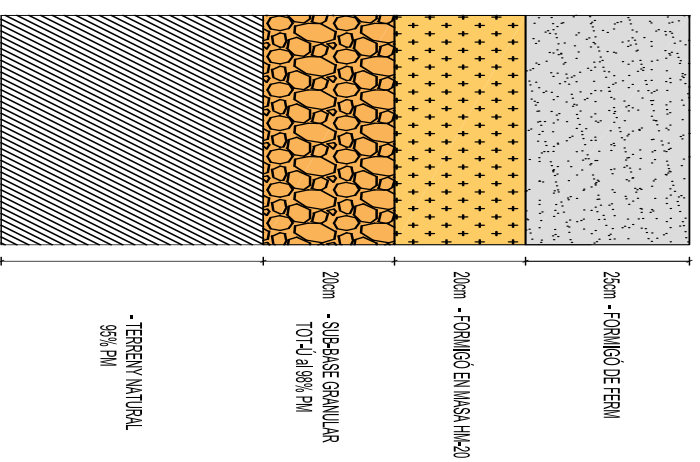 25cm - FORMIGÓ DE FERM
20cm - FORMIGÓ EN MASA HM-20
20cm - SUB-BASE GRANULAR
TOT-Ú al 98% PM
- TERRENY NATURAL
95% PM